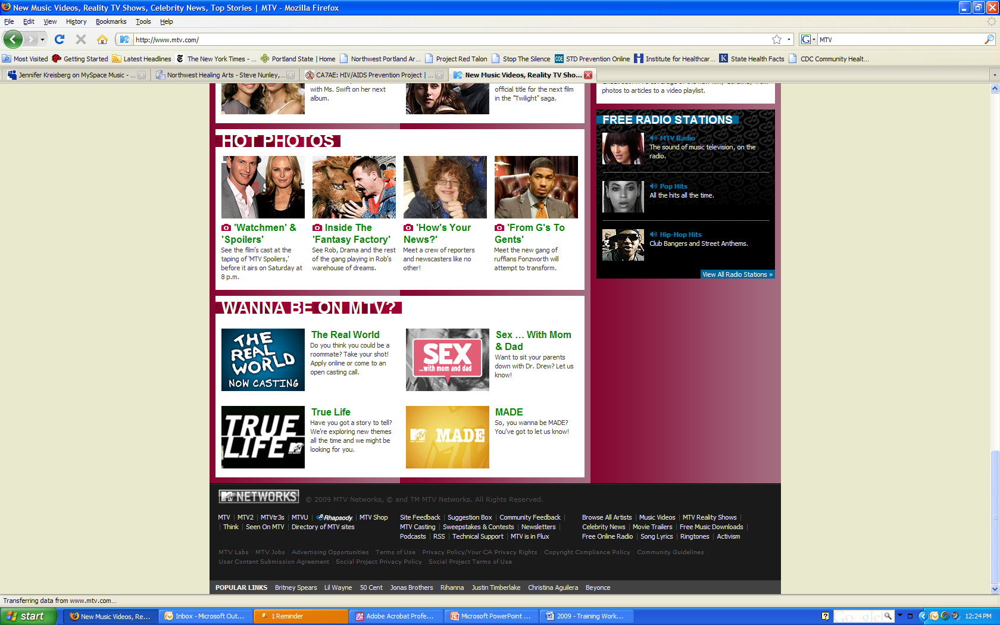 New Music Videos, Reality TV Shows, Celebrity News, Top Stories | MTV - Mozilla Firefox
File Edit View History Bookmarks Tools Help
http://www.mtv.com/
MTV
Most Visited Getting Started Latest Headlines The New York Times - ... Portland State | Home Northwest Portland Ar... Project Red Talon Stop The Silence STD Prevention Online Institute for Healthcar... State Health Facts CDC Community Healt...
Jennifer Kreisberg on MySpace Music - ... Northwest Healing Arts - Steve Nunley,... CA7AE: HIV/AIDS Prevention Project | ... New Music Videos, Reality TV Sho...
with Ms. Swift on her next
album.
official title for the next film
in the "Twilight" saga.
photos to articles to a video playlist.
HOT PHOTOS
'Watchmen' &
'Spoilers'
See the film's cast at the
taping of 'MTV Spoilers,'
before it airs on Saturday at
8 p.m.
Inside The
'Fantasy Factory'
See Rob, Drama and the rest
of the gang playing in Rob's
warehouse of dreams.
'How's Your
News?'
Meet a crew of reporters
and newscasters like no
other!
'From G's To
Gents'
Meet the new gang of
ruffians Fonzworth will
attempt to transform.
FREE RADIO STATIONS
MTV Radio
The sound of music television, on the
radio.
Pop Hits
All the hits all the time.
Hip-Hop Hits
Club Bangers and Street Anthems.
View All Radio Stations »
WANNA BE ON MTV?
THE
REAL
WORLD
NOW CASTING
The Real World
Do you think you could be a
roommate? Take your shot!
Apply online or come to an
open casting call.
SEX
...with mom and dad
Sex ... With Mom
& Dad
Want to sit your parents
down with Dr. Drew? Let us
know!
TRUE
LIFE
True Life
Have you got a story to tell?
We're exploring new themes
all the time and we might be
looking for you.
MADE
MADE
So, you wanna be MADE?
You've got to let us know!
MTV NETWORKS © 2009 MTV Networks, © and TM MTV Networks. All Rights Reserved.
MTV | MTV2 | MTVtr3s | MTVU | Rhapsody | MTV Shop
| Think | Seen On MTV | Directory of MTV sites
Site Feedback | Suggestion Box | Community Feedback |
MTV Casting | Sweepstakes & Contests | Newsletters |
Podcasts | RSS | Technical Support | MTV is in Flux
Browse All Artists | Music Videos | MTV Reality Shows |
Celebrity News | Movie Trailers | Free Music Downloads |
Free Online Radio | Song Lyrics | Ringtones | Activism
MTV Labs | MTV Jobs | Advertising Opportunities | Terms of Use | Privacy Policy/Your CA Privacy Rights | Copyright Compliance Policy | Community Guidelines |
User Content Submission Agreement | Social Project Privacy Policy | Social Project Terms of Use
POPULAR LINKS Britney Spears Lil Wayne 50 Cent Jonas Brothers Rihanna Justin Timberlake Christina Aguilera Beyonce
Transferring data from www.mtv.com...
start New Music Videos, Re... Inbox - Microsoft Out... 1 Reminder Adobe Acrobat Profe... Microsoft PowerPoint ... 2009 - Training Work... Google 12:24 PM